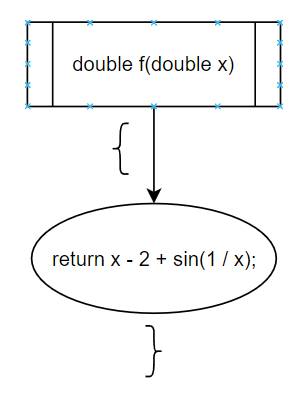 double f(double x)
{
return x - 2 + sin(1 / x);
}